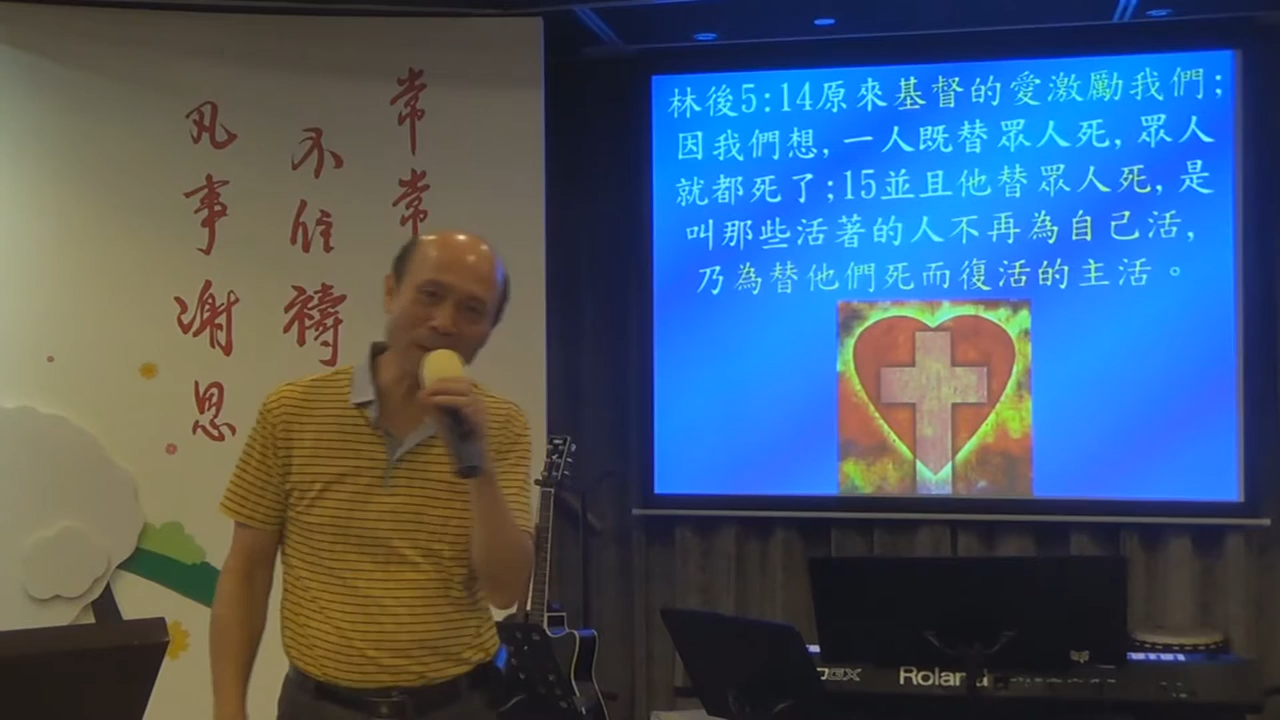 常常
不住禱
凡事謝恩
林後5:14原來基督的愛激勵我們;
因我們想,一人既替眾人死,眾人
就都死了;15並且他替眾人死,是
叫那些活著的人不再為自己活,
乃為替他們死而復活的主活。
Roland